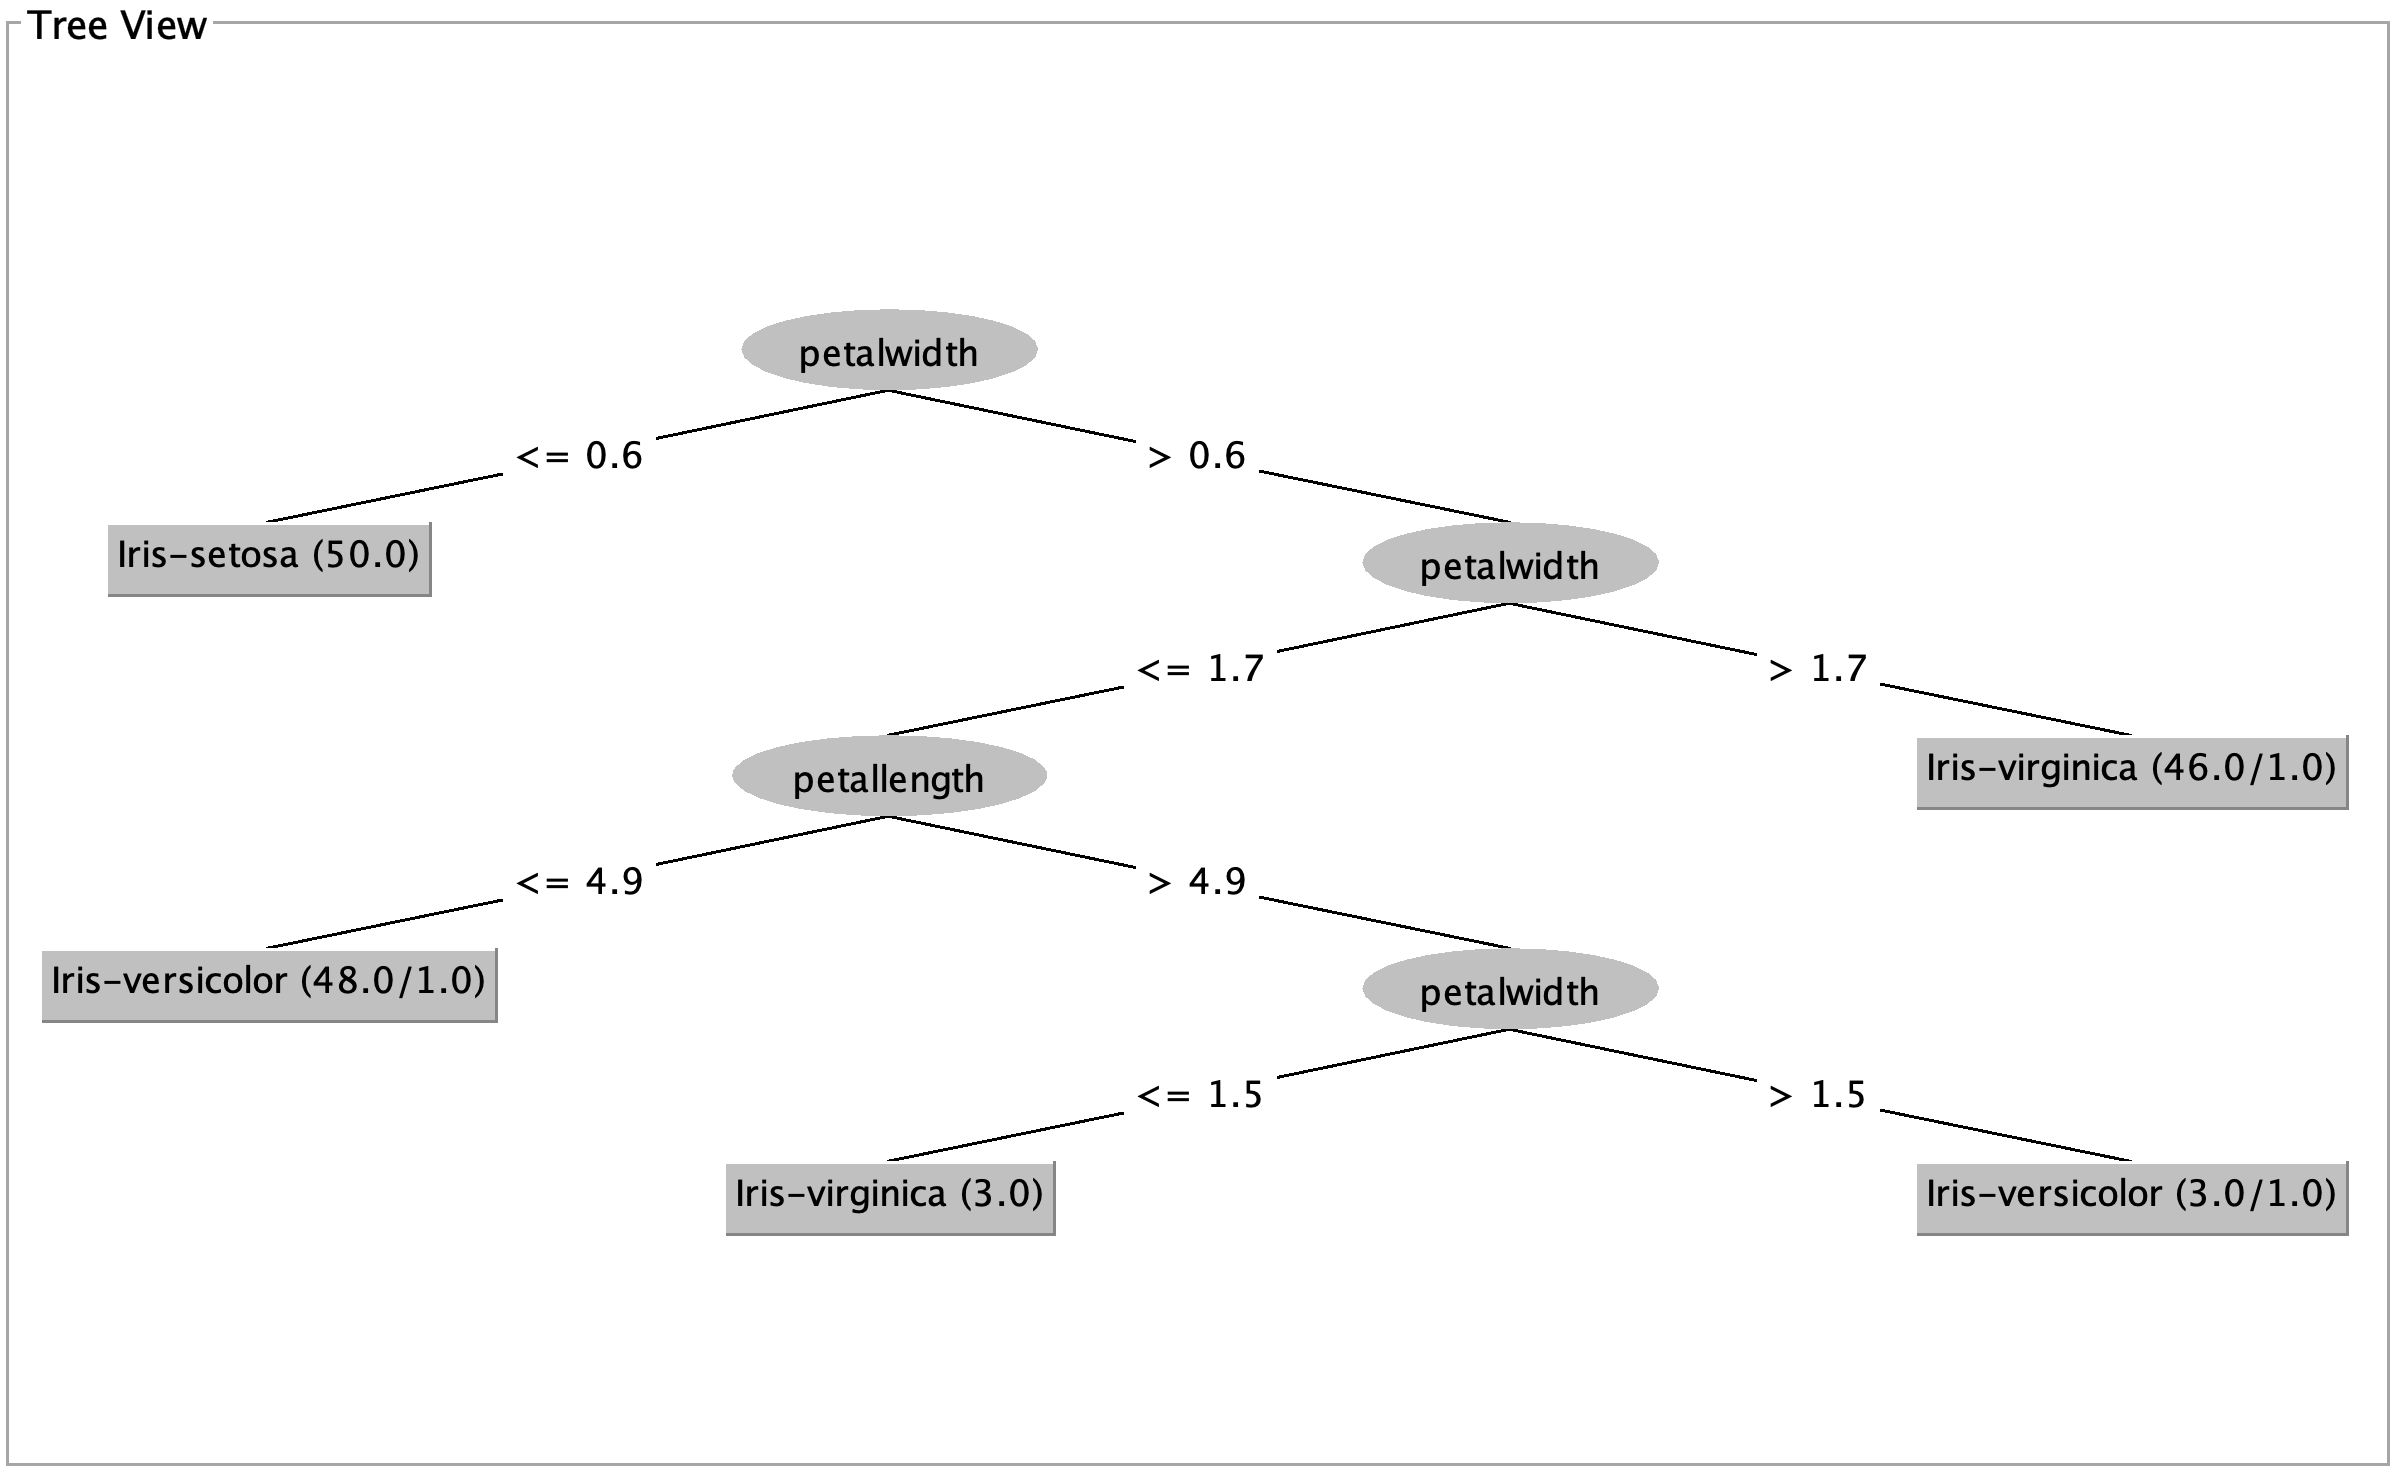 Tree View
petalwidth
<= 0.6
> 0.6
Iris-setosa (50.0)
petalwidth
<= 1.7
> 1.7
petallength
Iris-virginica (46.0/1.0)
<= 4.9
> 4.9
Iris-versicolor (48.0/1.0)
petalwidth
<= 1.5
> 1.5
Iris-virginica (3.0)
Iris-versicolor (3.0/1.0)